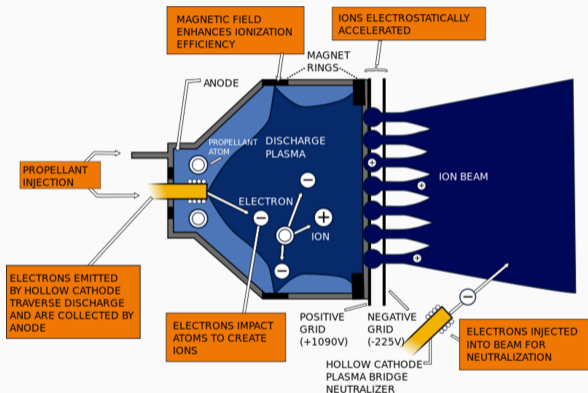 MAGNETIC FIELD
ENHANCES IONIZATION
EFFICIENCY
IONS ELECTROSTATICALLY
ACCELERATED
MAGNET
RINGS
ANODE
PROPELLANT
ATOM
DISCHARGE
PLASMA
PROPELLANT
INJECTION
ELECTRON
ION
ION BEAM
ELECTRONS EMITTED
BY HOLLOW CATHODE
TRAVERSE DISCHARGE
AND ARE COLLECTED BY
ANODE
ELECTRONS IMPACT
ATOMS TO CREATE
IONS
POSITIVE
GRID
(+1090V)
NEGATIVE
GRID
(-225V)
HOLLOW CATHODE
PLASMA BRIDGE
NEUTRALIZER
ELECTRONS INJECTED
INTO BEAM FOR
NEUTRALIZATION